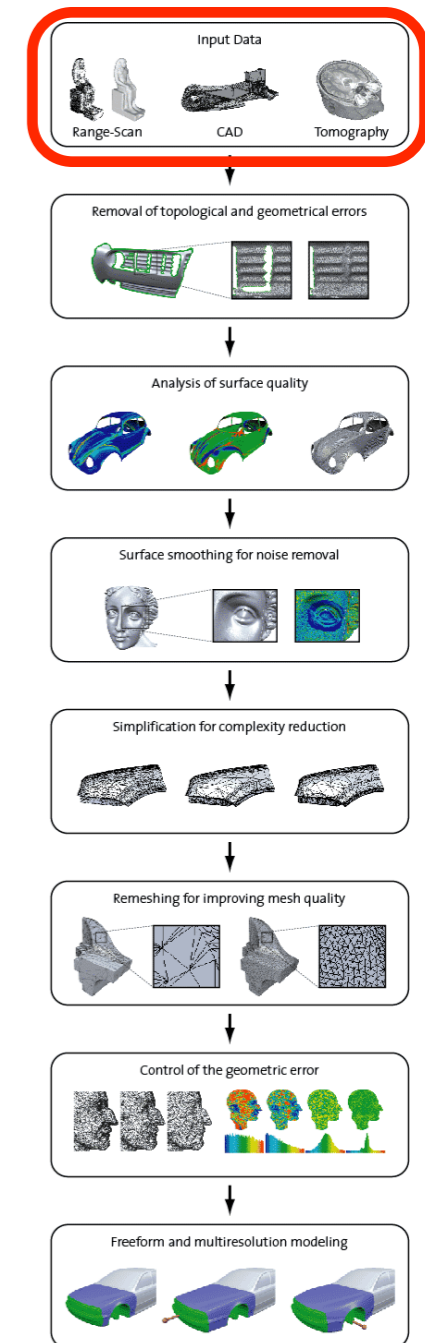 Input Data
Range-Scan CAD Tomography
Removal of topological and geometrical errors
Analysis of surface quality
Surface smoothing for noise removal
Simplification for complexity reduction
Remeshing for improving mesh quality
Control of the geometric error
Freeform and multiresolution modeling